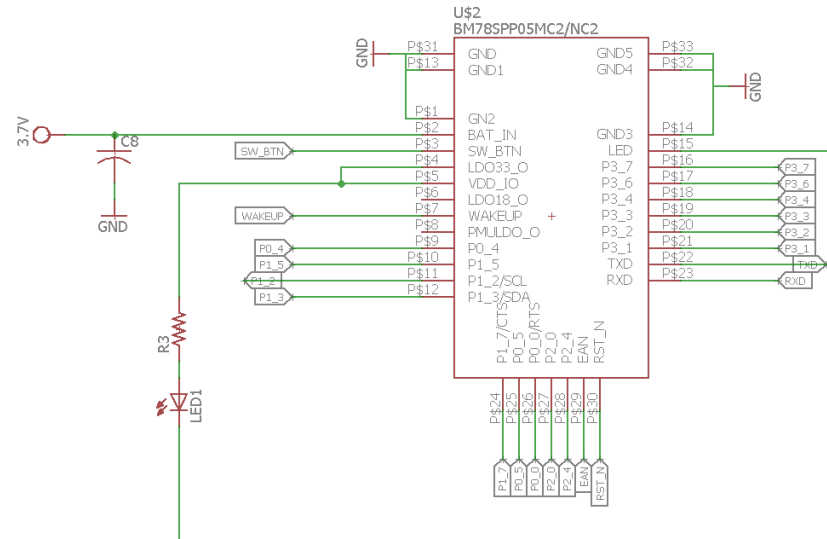 U$2
BM78SPP05MC2/NC2
GND
P$31
GND
GND5
P$33
P$13
GND1
GND4
P$32
GND
P$1
GN2
3.7V
P$2
BAT_IN
GND3
P$14
C8
SW_BTN
P$3
SW_BTN
LED
P$15
P$4
LDO33_O
P3_7
P$16
P3_7
P$5
VDD_IO
P3_6
P$17
P3_6
P$6
LDO18_O
P3_4
P$18
P3_4
GND
WAKEUP
P$7
WAKEUP
P3_3
P$19
P3_3
P$8
PMULDO_O
P3_2
P$20
P3_2
P0_4
P$9
P0_4
P3_1
P$21
P3_1
P1_5
P$10
P1_5
TXD
P$22
TXD
P1_2
P$11
P1_2/SCL
RXD
P$23
RXD
P1_3
P$12
P1_3/SDA
R3
P1_7/CTS
P0_5
P0_0/RTS
P2_0
P2_4
EAN
RST_N
LED1
P$24
P$25
P$26
P$27
P$28
P$29
P$30
P1_7
P0_5
P0_0
P2_0
P2_4
EAN
RST_N